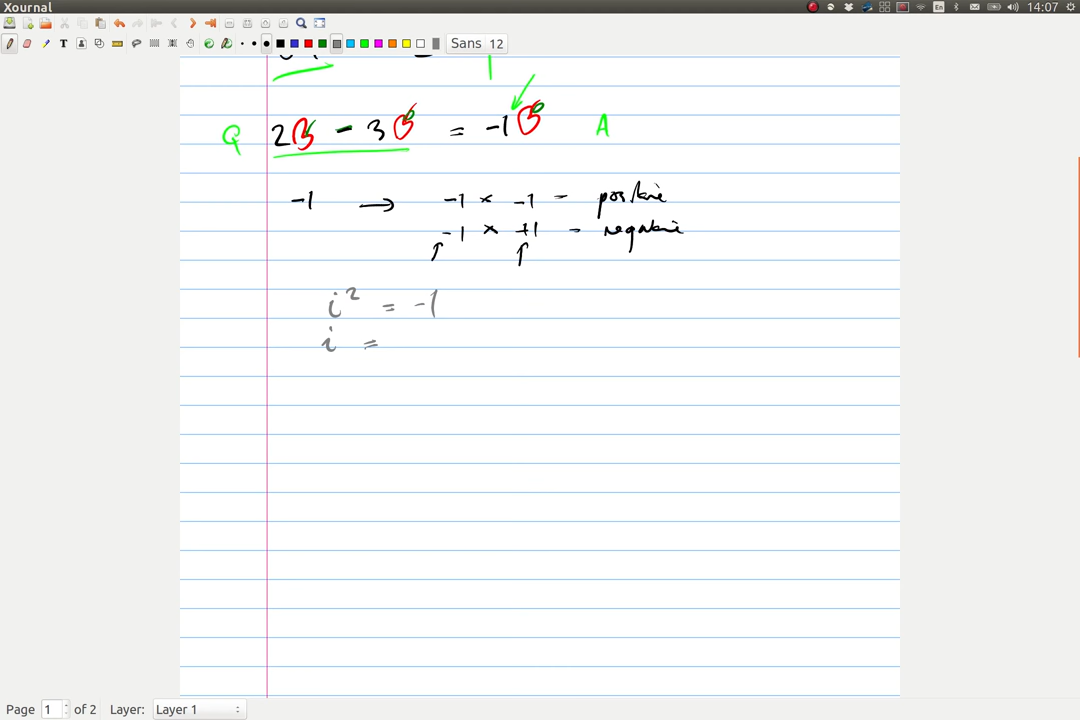 Xournal
En
14:07
Sans 12
Q 2 - 3 = -1 A
-1 → -1 × -1 = positive
-1 × +1 = negative
i² = -1
i =
Page 1 of 2 Layer: Layer 1